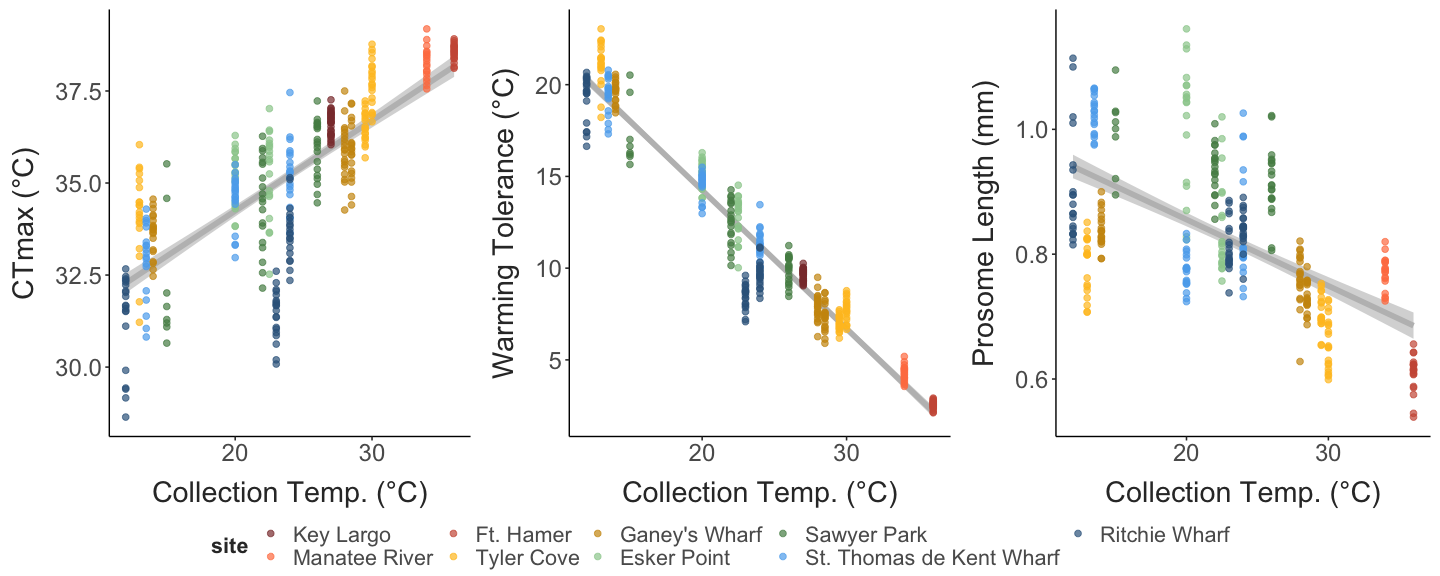 CTmax (°C)
37.5
35.0
32.5
30.0
20 30
Collection Temp. (°C)
Warming Tolerance (°C)
20
15
10
5
20 30
Collection Temp. (°C)
Prosome Length (mm)
1.0
0.8
0.6
20 30
Collection Temp. (°C)
site
Key Largo Ft. Hamer Ganey's Wharf Sawyer Park Ritchie Wharf
Manatee River Tyler Cove Esker Point St. Thomas de Kent Wharf